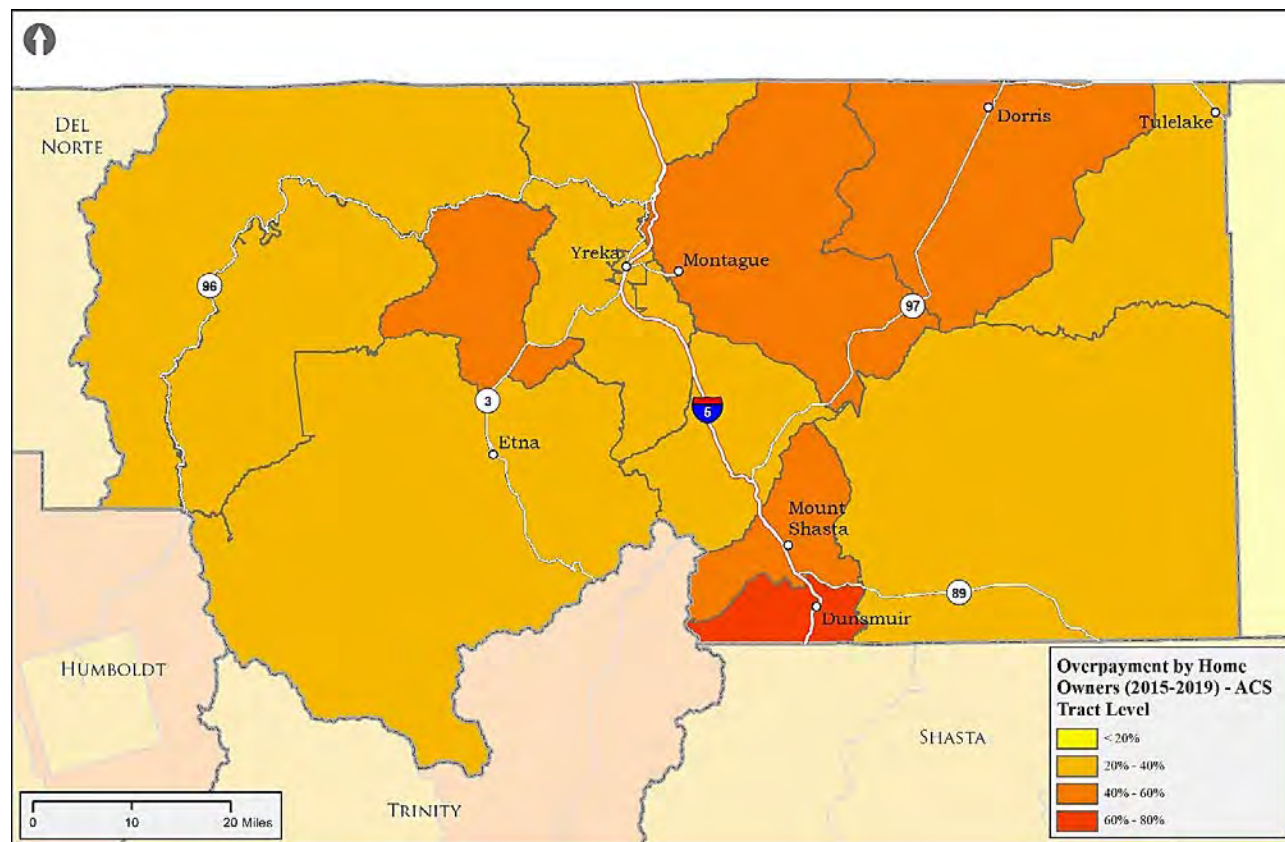 DEL
NORTE
Dorris
Tulelake
Yreka
Montague
96
97
3
5
Etna
Mount
Shasta
89
Dunsmuir
HUMBOLDT
TRINITY
SHASTA
Overpayment by Home
Owners (2015-2019) - ACS
Tract Level
< 20%
20% - 40%
40% - 60%
60% - 80%
0 10 20 Miles